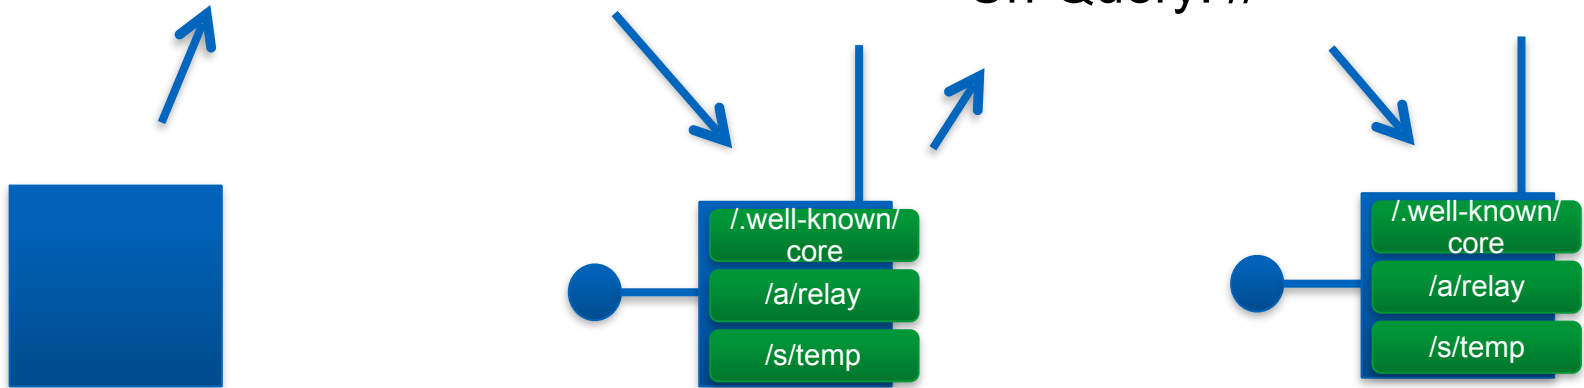 /.well-known/
core
/a/relay
/s/temp
/.well-known/
core
/a/relay
/s/temp